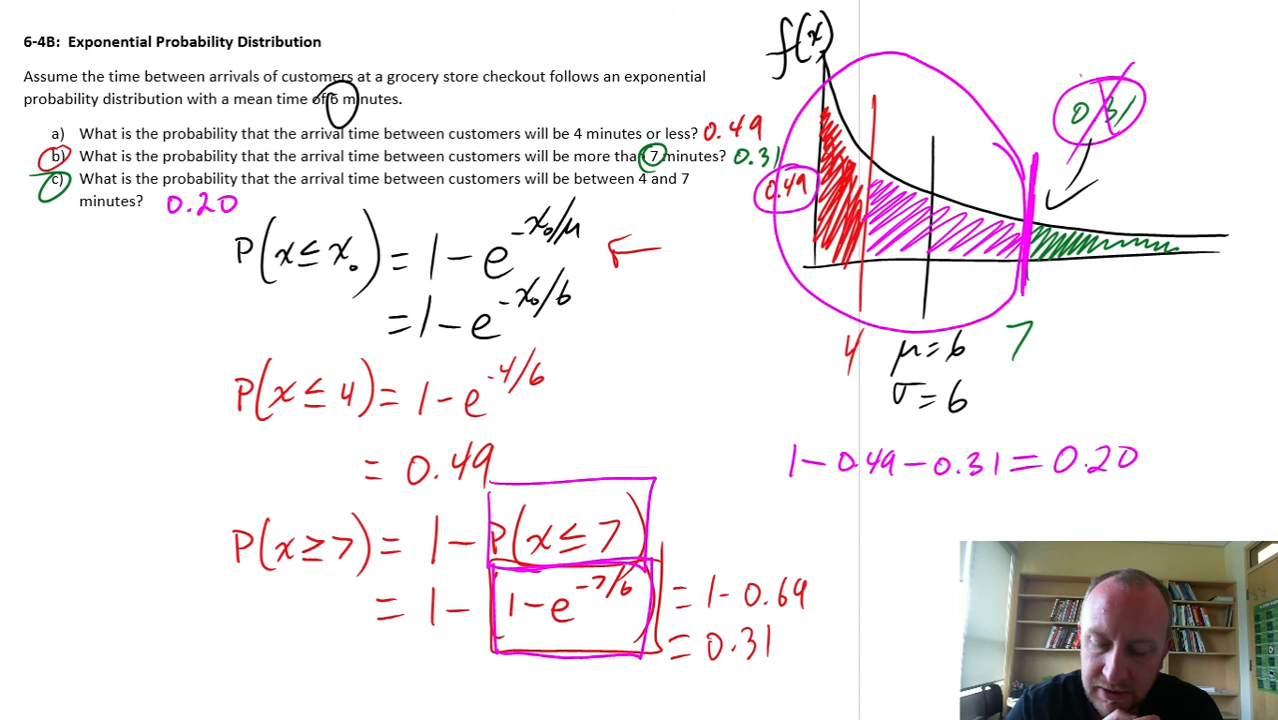 6-4B: Exponential Probability Distribution
Assume the time between arrivals of customers at a grocery store checkout follows an exponential
probability distribution with a mean time of 6 minutes.
a) What is the probability that the arrival time between customers will be 4 minutes or less? 0.49
b) What is the probability that the arrival time between customers will be more than 7 minutes? 0.31
c) What is the probability that the arrival time between customers will be between 4 and 7
minutes? 0.20
P(x ≤ x₀) = 1 - e^(-x₀/μ)
= 1 - e^(-x₀/6)
P(x ≤ 4) = 1 - e^(-4/6)
= 0.49
P(x ≥ 7) = 1 - P(x ≤ 7)
= 1 - 1 - e^(-7/6) = 1 - 0.69
= 0.31
f(x)
0.31
0.49
4
μ = 6
7
σ = 6
1 - 0.49 - 0.31 = 0.20